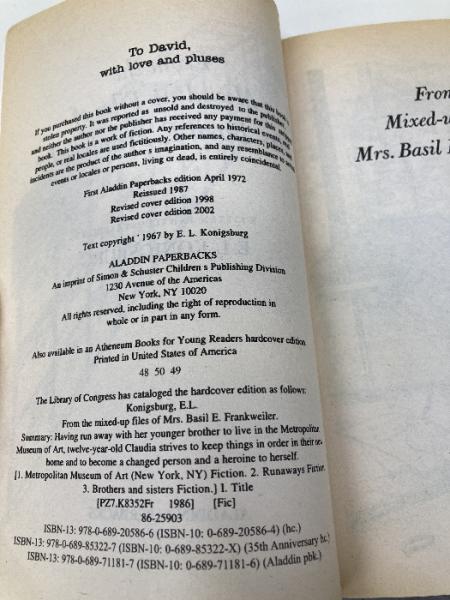 To David,
with love and pluses
If you purchased this book without a cover, you should be aware that this book is
stolen property. It was reported as unsold and destroyed to the publisher,
and neither the author nor the publisher has received any payment for this
book. This book is a work of fiction. Any references to historical events, real
people, or real locales are used fictitiously. Other names, characters, places, and
incidents are the product of the author s imagination, and any resemblance to actual
events or locales or persons, living or dead, is entirely coincidental.
First Aladdin Paperbacks edition April 1972
Reissued 1987
Revised cover edition 1998
Revised cover edition 2002
Text copyright ' 1967 by E. L. Konigsburg
ALADDIN PAPERBACKS
An imprint of Simon & Schuster Children s Publishing Division
1230 Avenue of the Americas
New York, NY 10020
All rights reserved, including the right of reproduction in
whole or in part in any form.
Also available in an Atheneum Books for Young Readers hardcover edition
Printed in United States of America
48 50 49
The Library of Congress has cataloged the hardcover edition as follows:
Konigsburg, E.L.
From the mixed-up files of Mrs. Basil E. Frankweiler.
Summary: Having run away with her younger brother to live in the Metropolitan
Museum of Art, twelve-year-old Claudia strives to keep things in order in their new
home and to become a changed person and a heroine to herself.
[1. Metropolitan Museum of Art (New York, NY) Fiction. 2. Runaways Fiction.
3. Brothers and sisters Fiction.] I. Title
[PZ7.K8352Fr 1986] [Fic]
86-25903
ISBN-13: 978-0-689-20586-6 (ISBN-10: 0-689-20586-4) (hc.)
ISBN-13: 978-0-689-85322-7 (ISBN-10: 0-689-85322-X) (35th Anniversary hc.)
ISBN-13: 978-0-689-71181-7 (ISBN-10: 0-689-71181-6) (Aladdin pbk.)
From
Mixed-u
Mrs. Basil